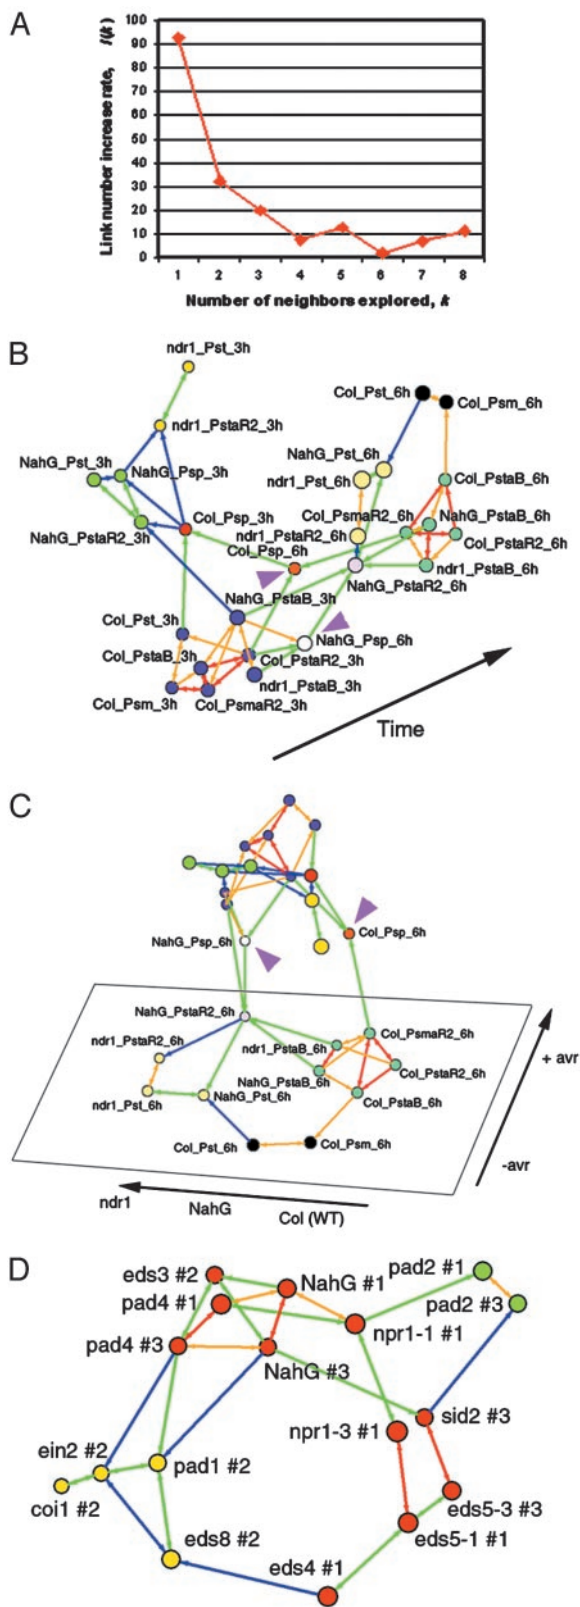 A
Link number increase rate, I(k)
100
90
80
70
60
50
40
30
20
10
0
1 2 3 4 5 6 7 8
Number of neighbors explored, k
B
ndr1_Pst_3h
Col_Pst_6h
Col_Psm_6h
ndr1_PstaR2_3h
NahG_Pst_3h
NahG_Psp_3h
NahG_Pst_6h
ndr1_Pst_6h
Col_PstaB_6h
NahG_PstaR2_3h
Col_Psp_3h
Col_PsmaR2_6h
NahG_PstaB_6h
ndr1_PstaR2_6h
Col_PstaR2_6h
Col_Psp_6h
ndr1_PstaB_6h
NahG_PstaR2_6h
NahG_PstaB_3h
Col_Pst_3h
NahG_Psp_6h
Col_PstaB_3h
Col_PstaR2_3h
ndr1_PstaB_3h
Col_Psm_3h
Col_PsmaR2_3h
Time
C
Col_Psp_6h
NahG_Psp_6h
NahG_PstaR2_6h
Col_PsmaR2_6h
ndr1_PstaR2_6h
ndr1_PstaB_6h
+ avr
Col_PstaR2_6h
NahG_PstaB_6h
ndr1_Pst_6h
NahG_Pst_6h
Col_PstaB_6h
Col_Pst_6h
Col_Psm_6h
-avr
ndr1
NahG
Col (WT)
D
eds3 #2
NahG #1
pad2 #1
pad4 #1
pad2 #3
npr1-1 #1
pad4 #3
NahG #3
sid2 #3
npr1-3 #1
ein2 #2
pad1 #2
coi1 #2
eds5-3 #3
eds8 #2
eds5-1 #1
eds4 #1